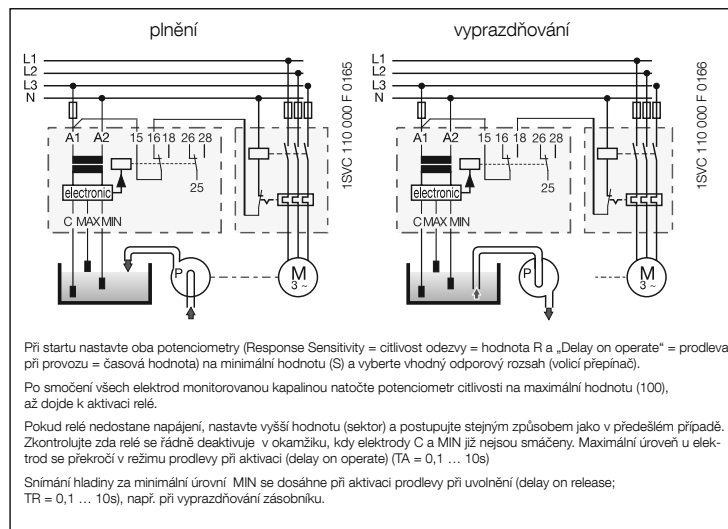 plnění
vyprazdňování
L1
L2
L3
N
A1 A2 15 16 18 26 28
25
electronic
C MAX MIN
P
M
3 ~
1SVC 110 000 F 0165
L1
L2
L3
N
A1 A2 15 16 18 26 28
25
electronic
C MAX MIN
P
M
3 ~
1SVC 110 000 F 0166
Při startu nastavte oba potenciometry (Response Sensitivity = citlivost odezvy = hodnota R a „Delay on operate“ = prodleva
při provozu = časová hodnota) na minimální hodnotu (S) a vyberte vhodný odporový rozsah (volicí přepínač).
Po smočení všech elektrod monitorovanou kapalinou natočte potenciometr citlivosti na maximální hodnotu (100),
až dojde k aktivaci relé.
Pokud relé nedostane napájení, nastavte vyšší hodnotu (sektor) a postupujte stejným způsobem jako v předešlém případě.
Zkontrolujte zda relé se řádně deaktivuje v okamžiku, kdy elektrody C a MIN již nejsou smáčeny. Maximální úroveň u elek-
trod se překročí v režimu prodlevy při aktivaci (delay on operate) (TA = 0,1 … 10s)
Snímání hladiny za minimální úrovní MIN se dosáhne při aktivaci prodlevy při uvolnění (delay on release;
TR = 0,1 … 10s), např. při vyprazdňování zásobníku.